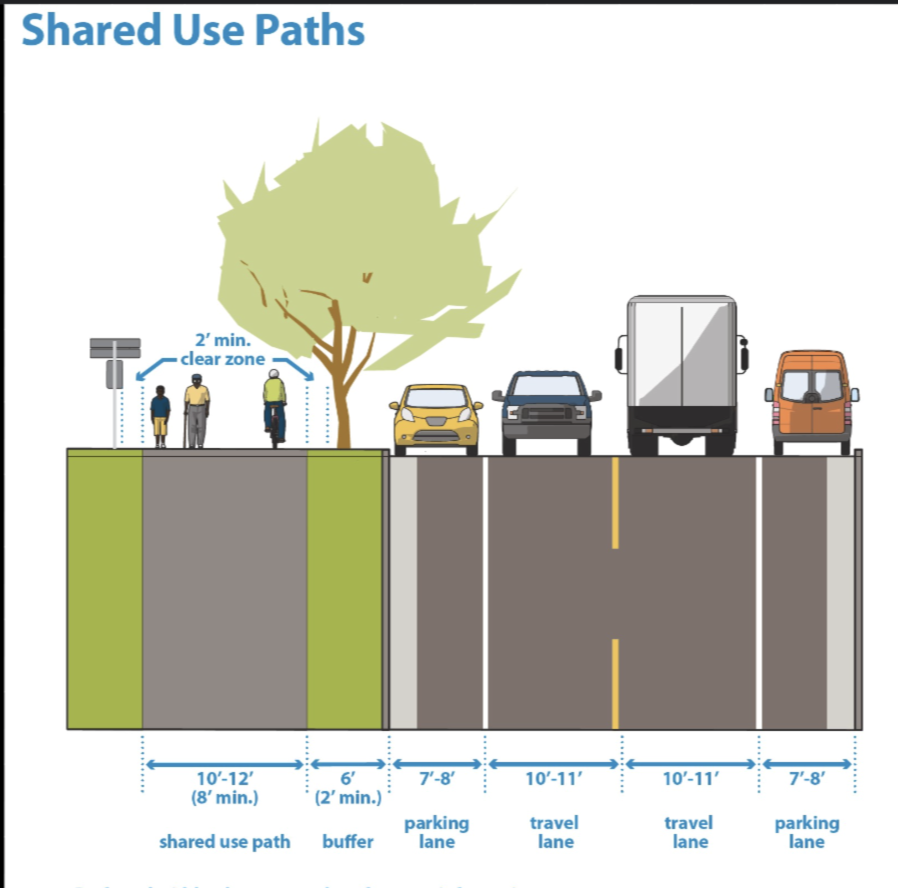 Shared Use Paths
2’ min.
clear zone
10’-12’
(8’ min.)
6’
(2’ min.)
7’-8’
10’-11’
10’-11’
7’-8’
shared use path
buffer
parking
lane
travel
lane
travel
lane
parking
lane